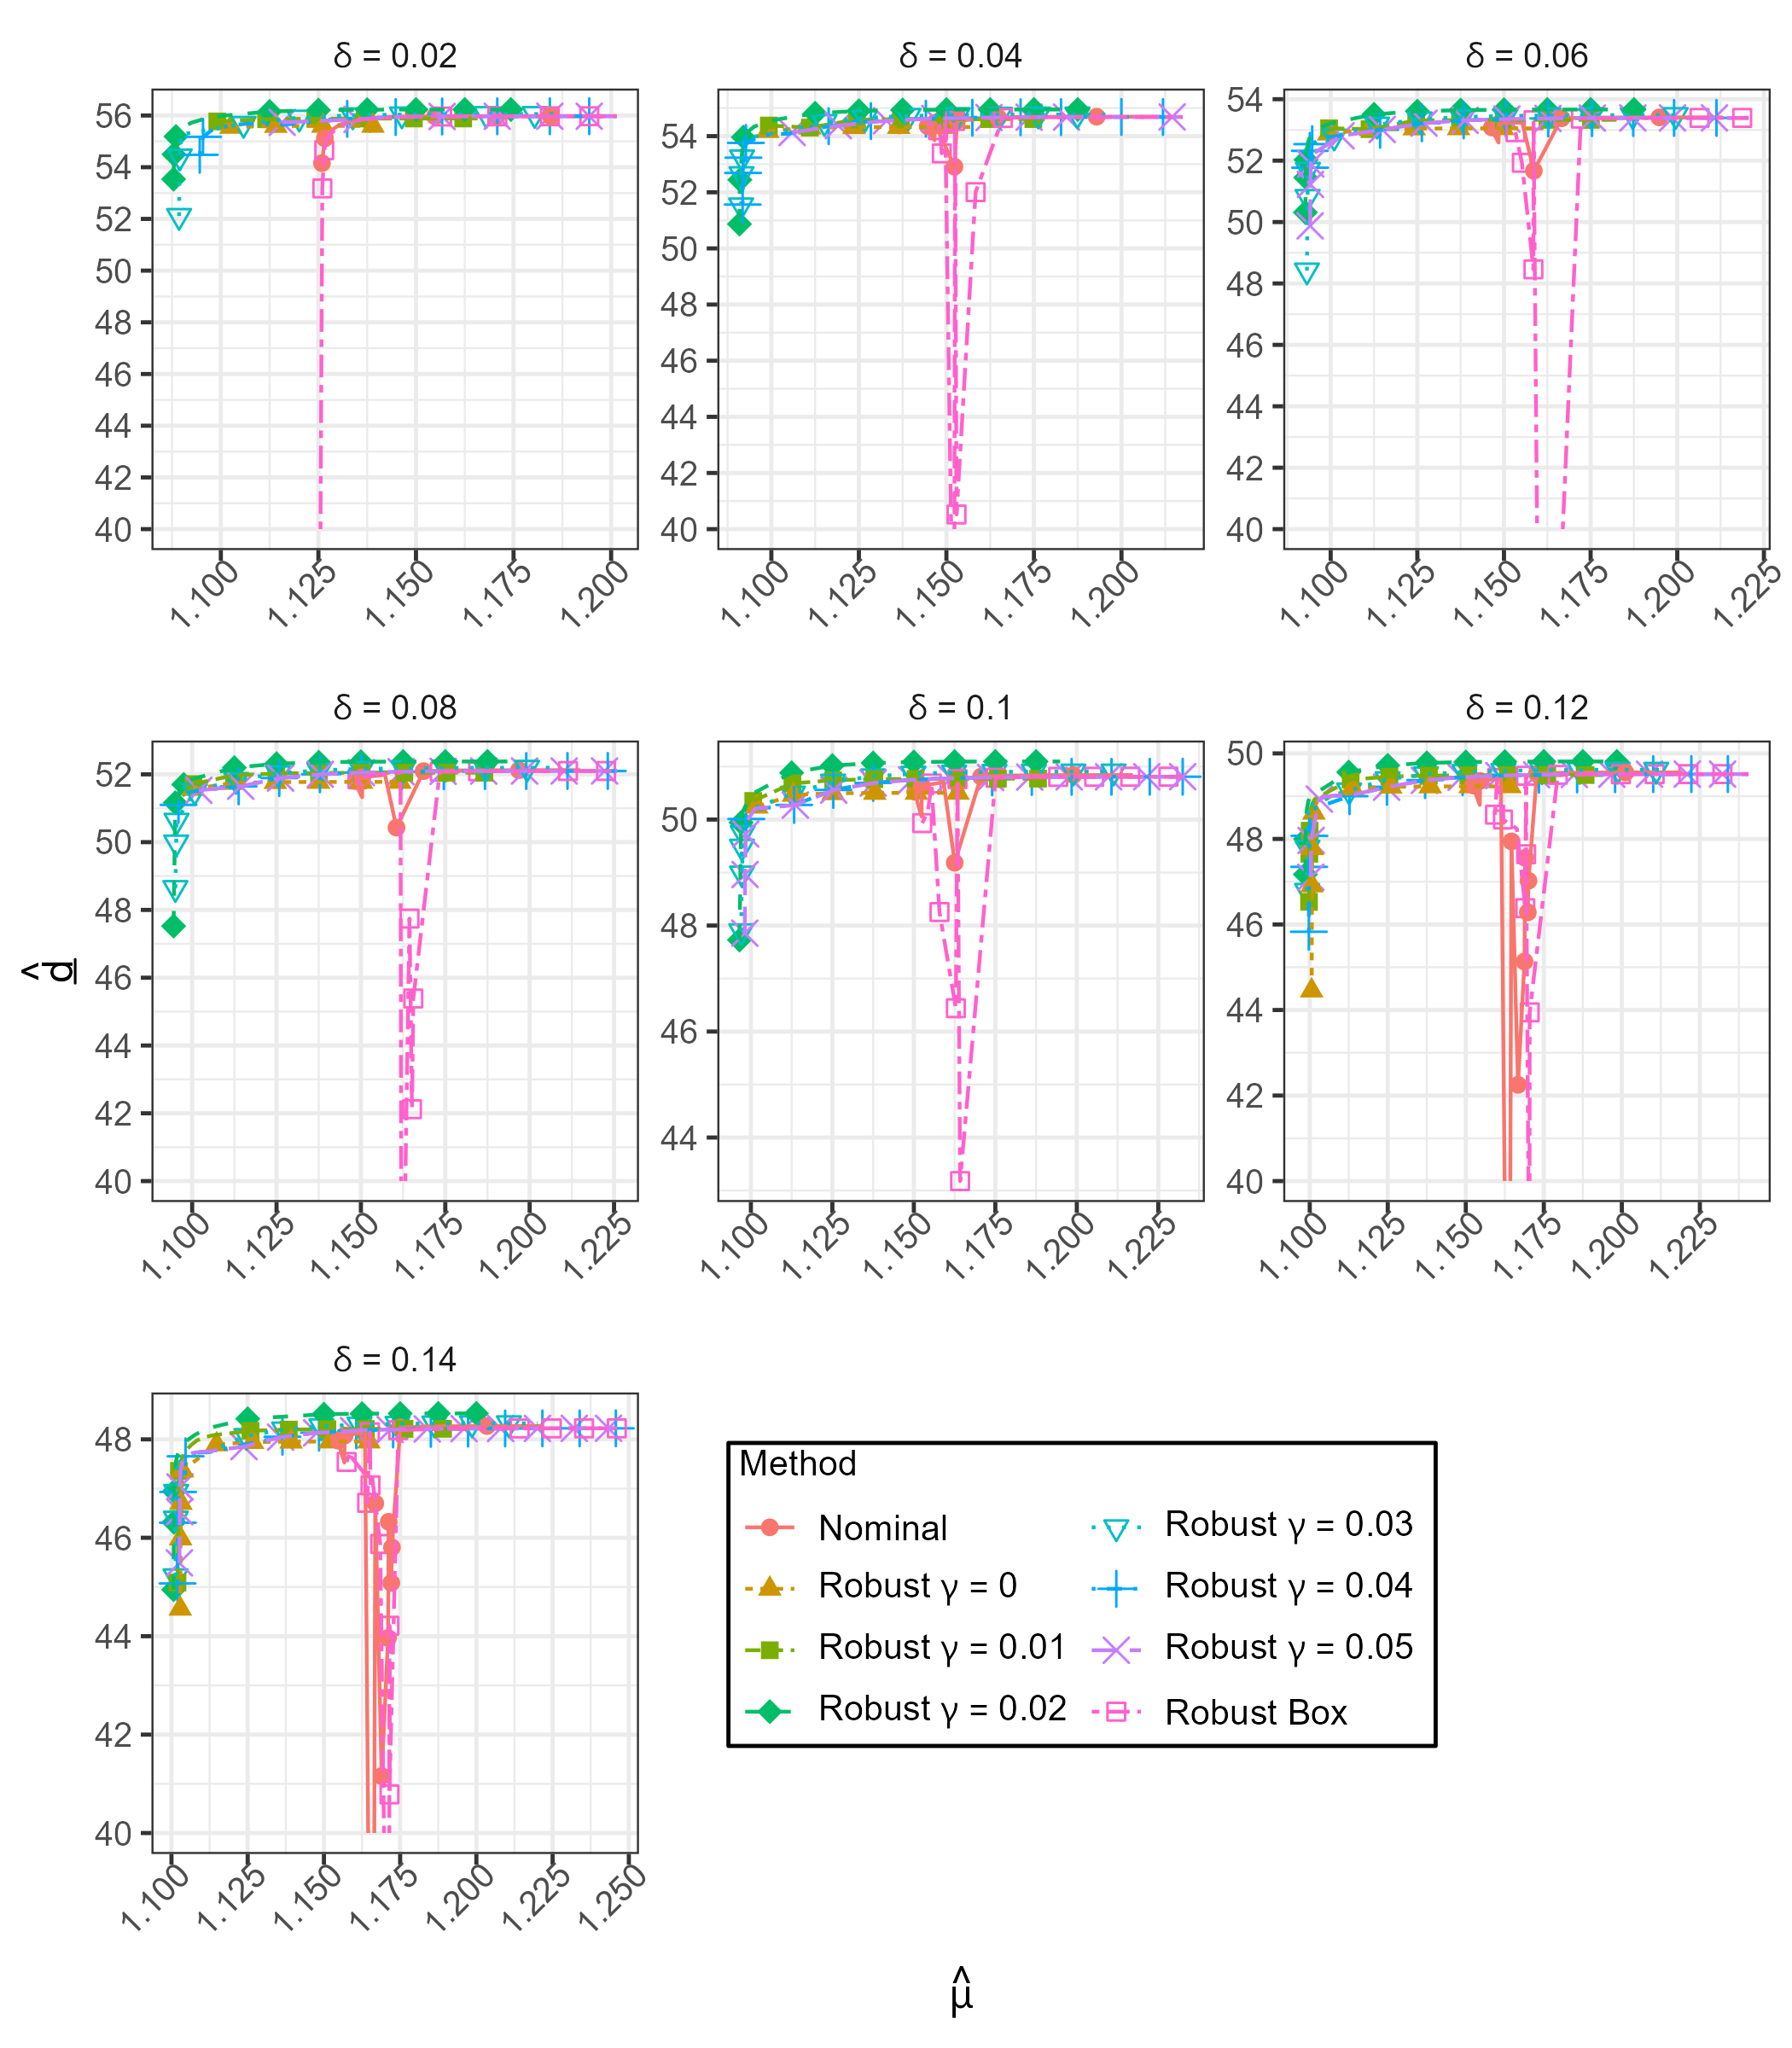 δ = 0.02 δ = 0.04 δ = 0.06
56 54 52 50 48 46 44 42 40
1.100 1.125 1.150 1.175 1.200
54 52 50 48 46 44 42 40
1.100 1.125 1.150 1.175 1.200
54 52 50 48 46 44 42 40
1.100 1.125 1.150 1.175 1.200 1.225
δ = 0.08 δ = 0.1 δ = 0.12
52 50 48 46 44 42 40
1.100 1.125 1.150 1.175 1.200 1.225
50 48 46 44
1.100 1.125 1.150 1.175 1.200 1.225
50 48 46 44 42 40
1.100 1.125 1.150 1.175 1.200 1.225
δ = 0.14
48 46 44 42 40
1.100 1.125 1.150 1.175 1.200 1.225 1.250
d̲̂
Method
Nominal
Robust γ = 0
Robust γ = 0.01
Robust γ = 0.02
Robust γ = 0.03
Robust γ = 0.04
Robust γ = 0.05
Robust Box
μ̂